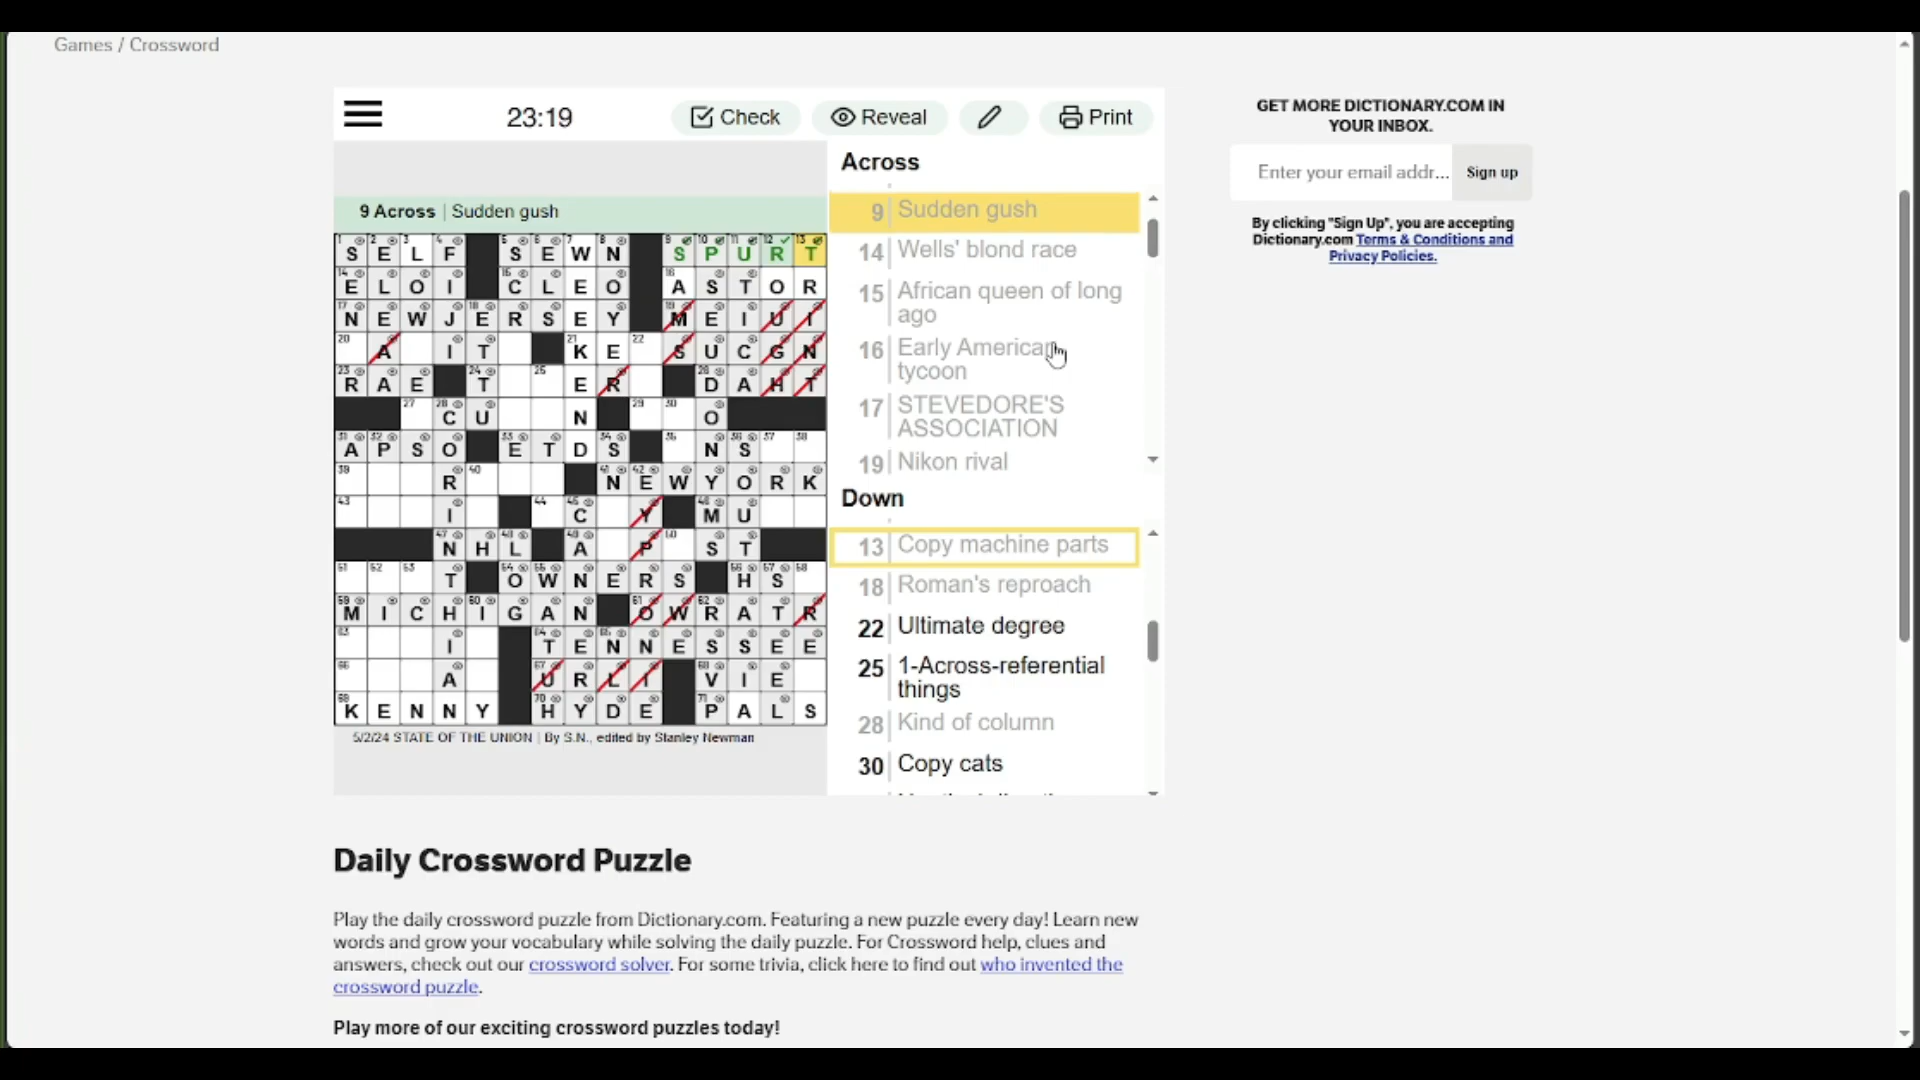 Games / Crossword
23:19
Check
Reveal
Print
9 Across | Sudden gush
S E L F S E W N S P U R T
E L O I C L E O A S T O R
N E W J E R S E Y M E I U I
A I T K E S U C G N
R A E T E R D A H T
C U N O
A P S O E T D S N S
R N E W Y O R K
I C Y M U
N H L A P S T
T O W N E R S H S
M I C H I G A N O W R A T R
I T E N N E S S E E
A U R L I V I E
K E N N Y H Y D E P A L S
5/2/24 STATE OF THE UNION | By S.N., edited by Stanley Newman
Across
9 Sudden gush
14 Wells' blond race
15 African queen of long
ago
16 Early American
tycoon
17 STEVEDORE'S
ASSOCIATION
19 Nikon rival
Down
13 Copy machine parts
18 Roman's reproach
22 Ultimate degree
25 1-Across-referential
things
28 Kind of column
30 Copy cats
GET MORE DICTIONARY.COM IN
YOUR INBOX.
Enter your email addr...
Sign up
By clicking "Sign Up", you are accepting
Dictionary.com Terms & Conditions and
Privacy Policies.
Daily Crossword Puzzle
Play the daily crossword puzzle from Dictionary.com. Featuring a new puzzle every day! Learn new
words and grow your vocabulary while solving the daily puzzle. For Crossword help, clues and
answers, check out our crossword solver. For some trivia, click here to find out who invented the
crossword puzzle.
Play more of our exciting crossword puzzles today!